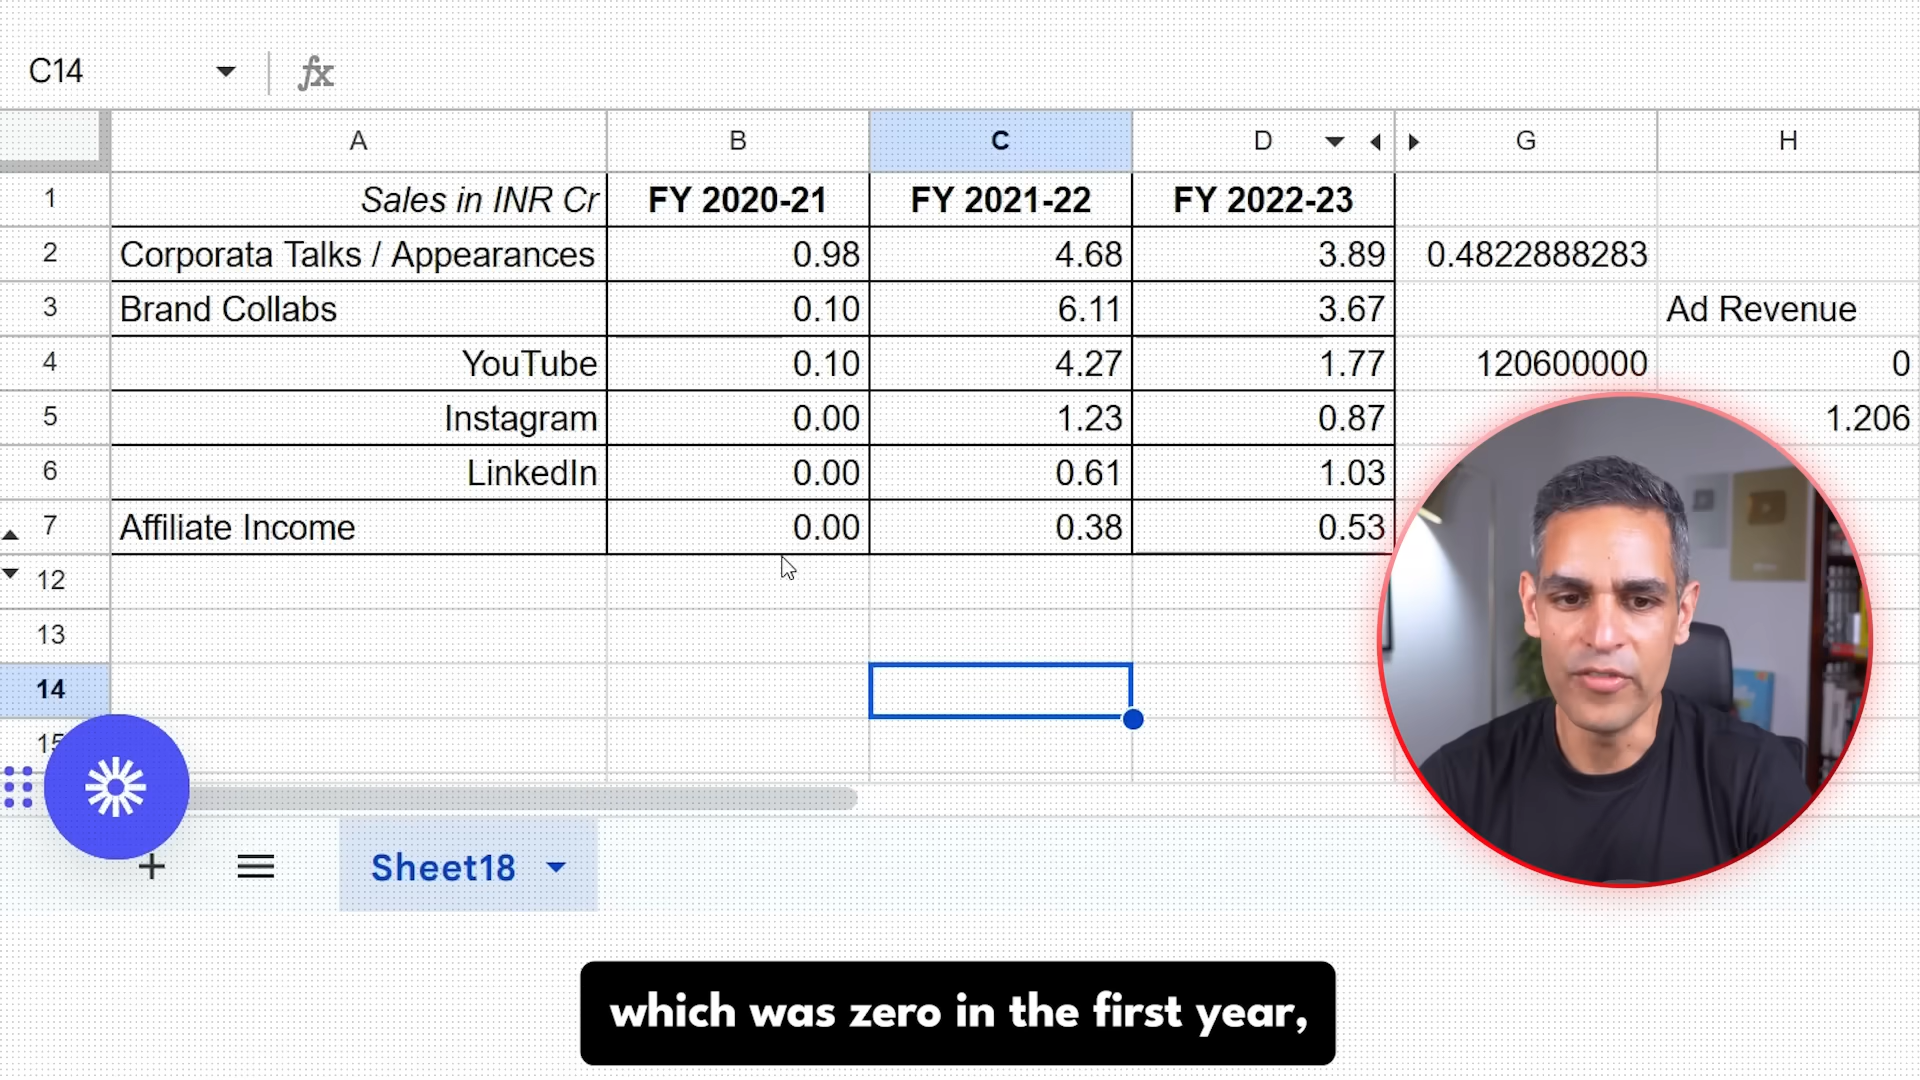 C14 fx
A B C D G H
1 Sales in INR Cr FY 2020-21 FY 2021-22 FY 2022-23
2 Corporata Talks / Appearances 0.98 4.68 3.89 0.4822888283
3 Brand Collabs 0.10 6.11 3.67 Ad Revenue
4 YouTube 0.10 4.27 1.77 120600000 0
5 Instagram 0.00 1.23 0.87 1.206
6 LinkedIn 0.00 0.61 1.03
7 Affiliate Income 0.00 0.38 0.53
12
13
14
15
Sheet18
which was zero in the first year,